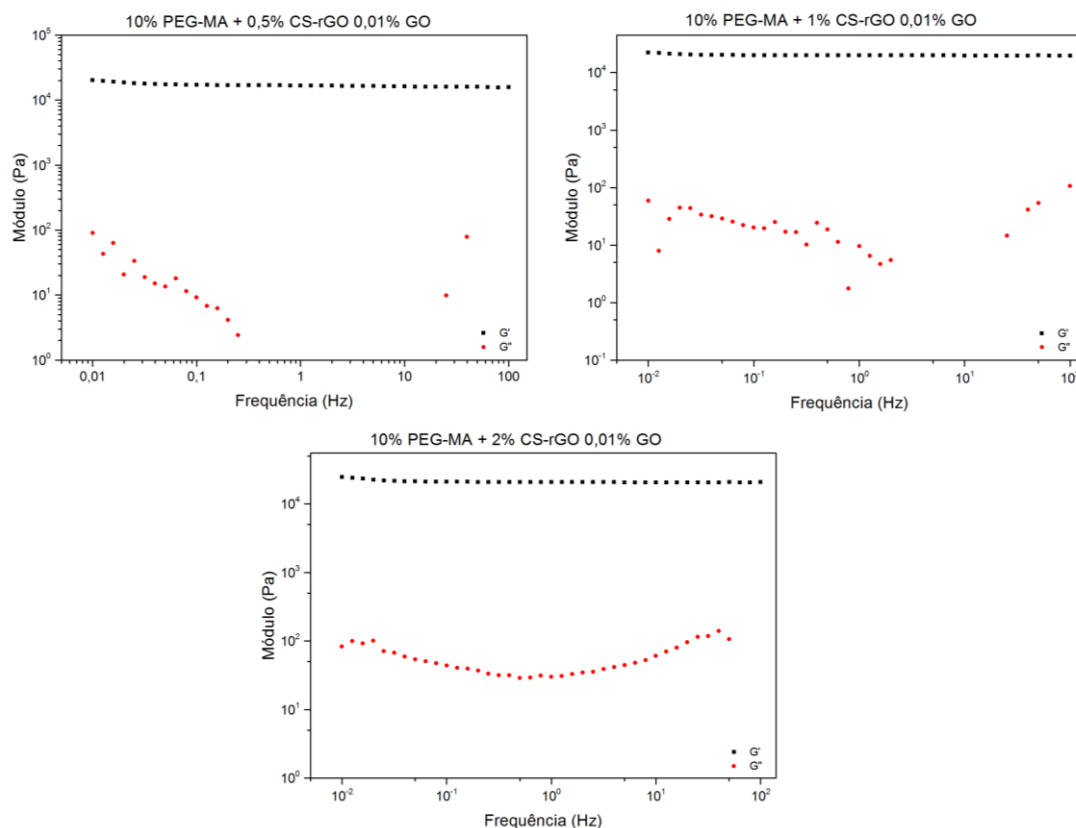 10% PEG-MA + 0,5% CS-rGO 0,01% GO
10⁵
10⁴
10³
10²
10¹
10⁰
Módulo (Pa)
0,01
0,1
1
10
100
Frequência (Hz)
G'
G"
10% PEG-MA + 1% CS-rGO 0,01% GO
10⁴
10³
10²
10¹
10⁰
10⁻¹
Módulo (Pa)
10⁻²
10⁻¹
10⁰
10¹
Frequência (Hz)
G'
G"
10% PEG-MA + 2% CS-rGO 0,01% GO
10⁴
10³
10²
10¹
10⁰
Módulo (Pa)
10⁻²
10⁻¹
10⁰
10¹
10²
Frequência (Hz)
G'
G"